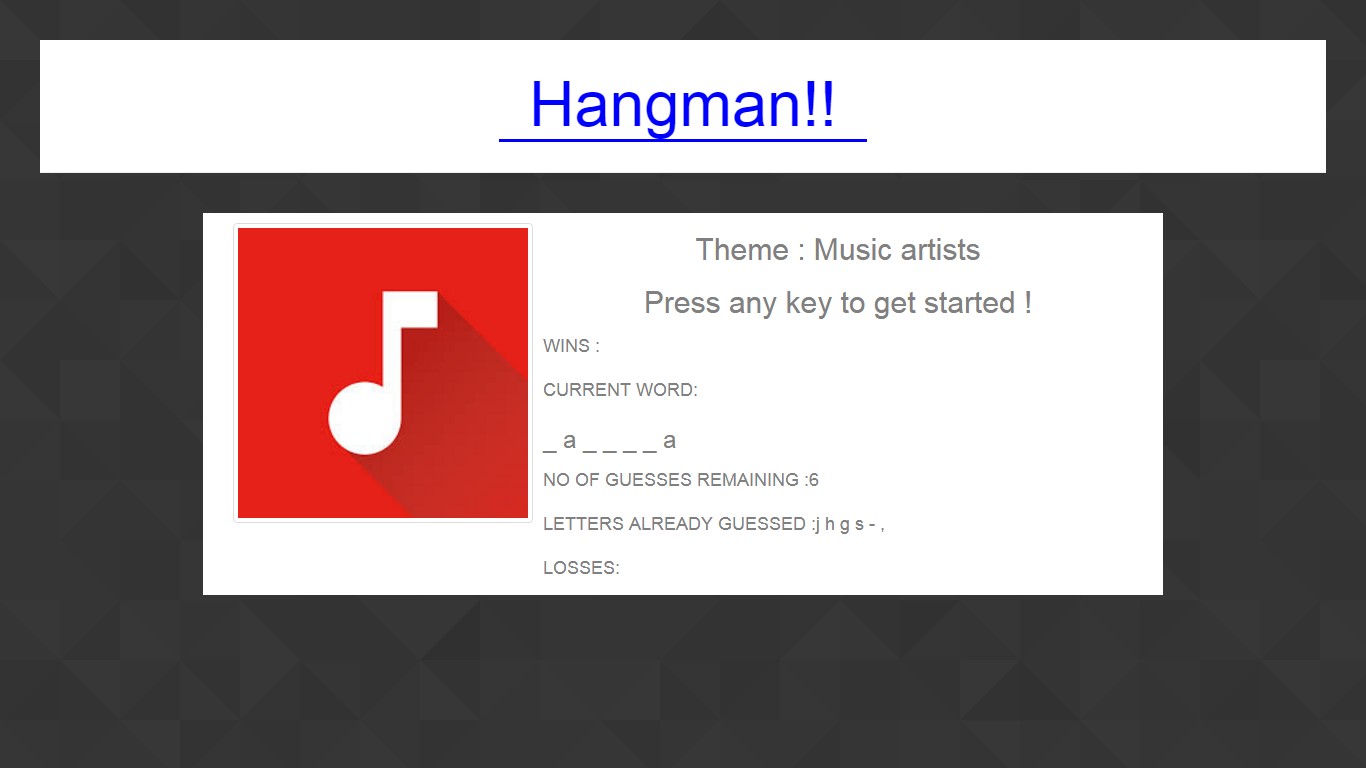 Hangman!!
Theme : Music artists
Press any key to get started !
WINS :
CURRENT WORD:
_ a _ _ _ _ a
NO OF GUESSES REMAINING :6
LETTERS ALREADY GUESSED :j h g s - ,
LOSSES: